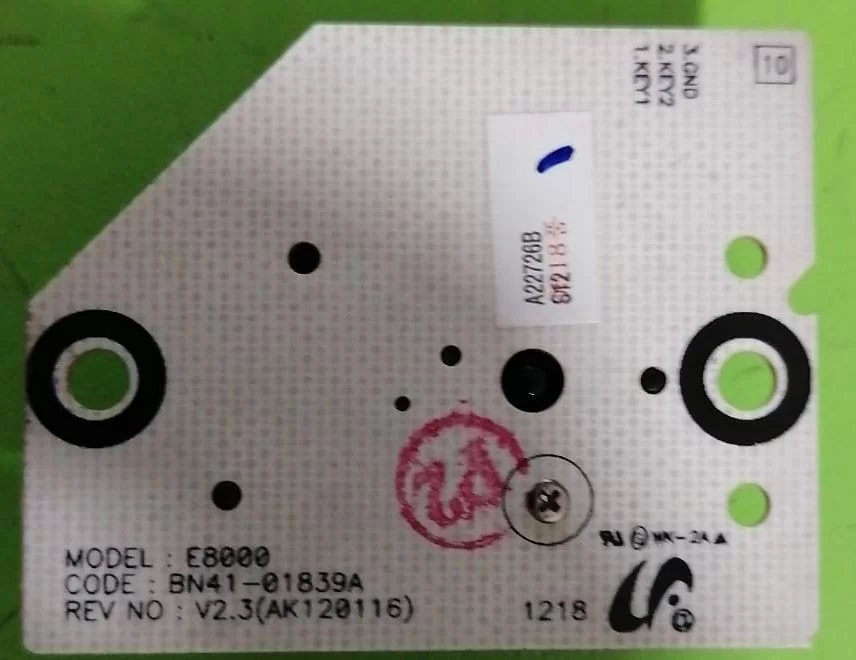 10
3.GND
2.KEY2
1.KEY1
A22726B
MODEL : E8000
CODE : BN41-01839A
REV NO : V2.3(AK120116)
1218